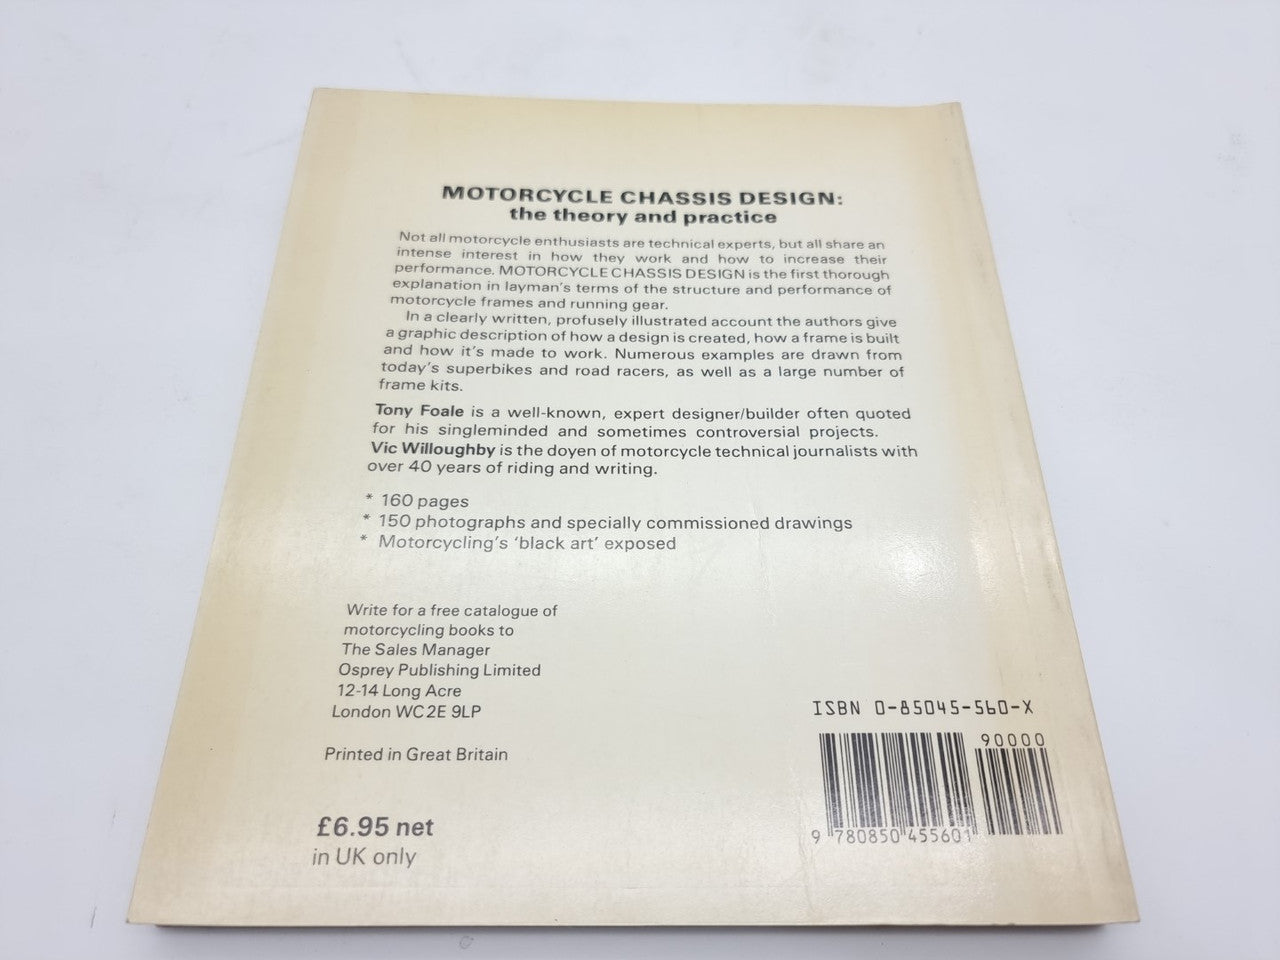 MOTORCYCLE CHASSIS DESIGN:
the theory and practice
Not all motorcycle enthusiasts are technical experts, but all share an
intense interest in how they work and how to increase their
performance. MOTORCYCLE CHASSIS DESIGN is the first thorough
explanation in layman's terms of the structure and performance of
motorcycle frames and running gear.
In a clearly written, profusely illustrated account the authors give
a graphic description of how a design is created, how a frame is built
and how it's made to work. Numerous examples are drawn from
today's superbikes and road racers, as well as a large number of
frame kits.
Tony Foale is a well-known, expert designer/builder often quoted
for his singleminded and sometimes controversial projects.
Vic Willoughby is the doyen of motorcycle technical journalists with
over 40 years of riding and writing.
* 160 pages
* 150 photographs and specially commissioned drawings
* Motorcycling's 'black art' exposed
Write for a free catalogue of
motorcycling books to
The Sales Manager
Osprey Publishing Limited
12-14 Long Acre
London WC2E 9LP
Printed in Great Britain
£6.95 net
in UK only
ISBN 0-85045-560-X
90000
9 780850 455601